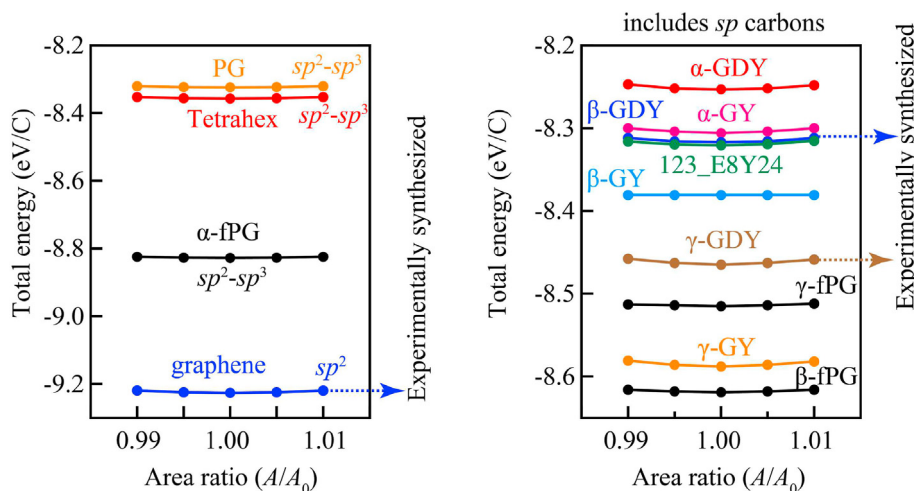 Total energy (eV/C)
-8.2
-8.4
-8.6
-8.8
-9.0
-9.2
PG
sp²-sp³
Tetrahex
sp²-sp³
α-fPG
sp²-sp³
graphene
sp²
0.99
1.00
1.01
Area ratio (A/A₀)
Experimentally synthesized
includes sp carbons
Total energy (eV/C)
-8.2
-8.3
-8.4
-8.5
-8.6
α-GDY
β-GDY
α-GY
123_E8Y24
β-GY
γ-GDY
γ-fPG
γ-GY
β-fPG
0.99
1.00
1.01
Area ratio (A/A₀)
Experimentally synthesized